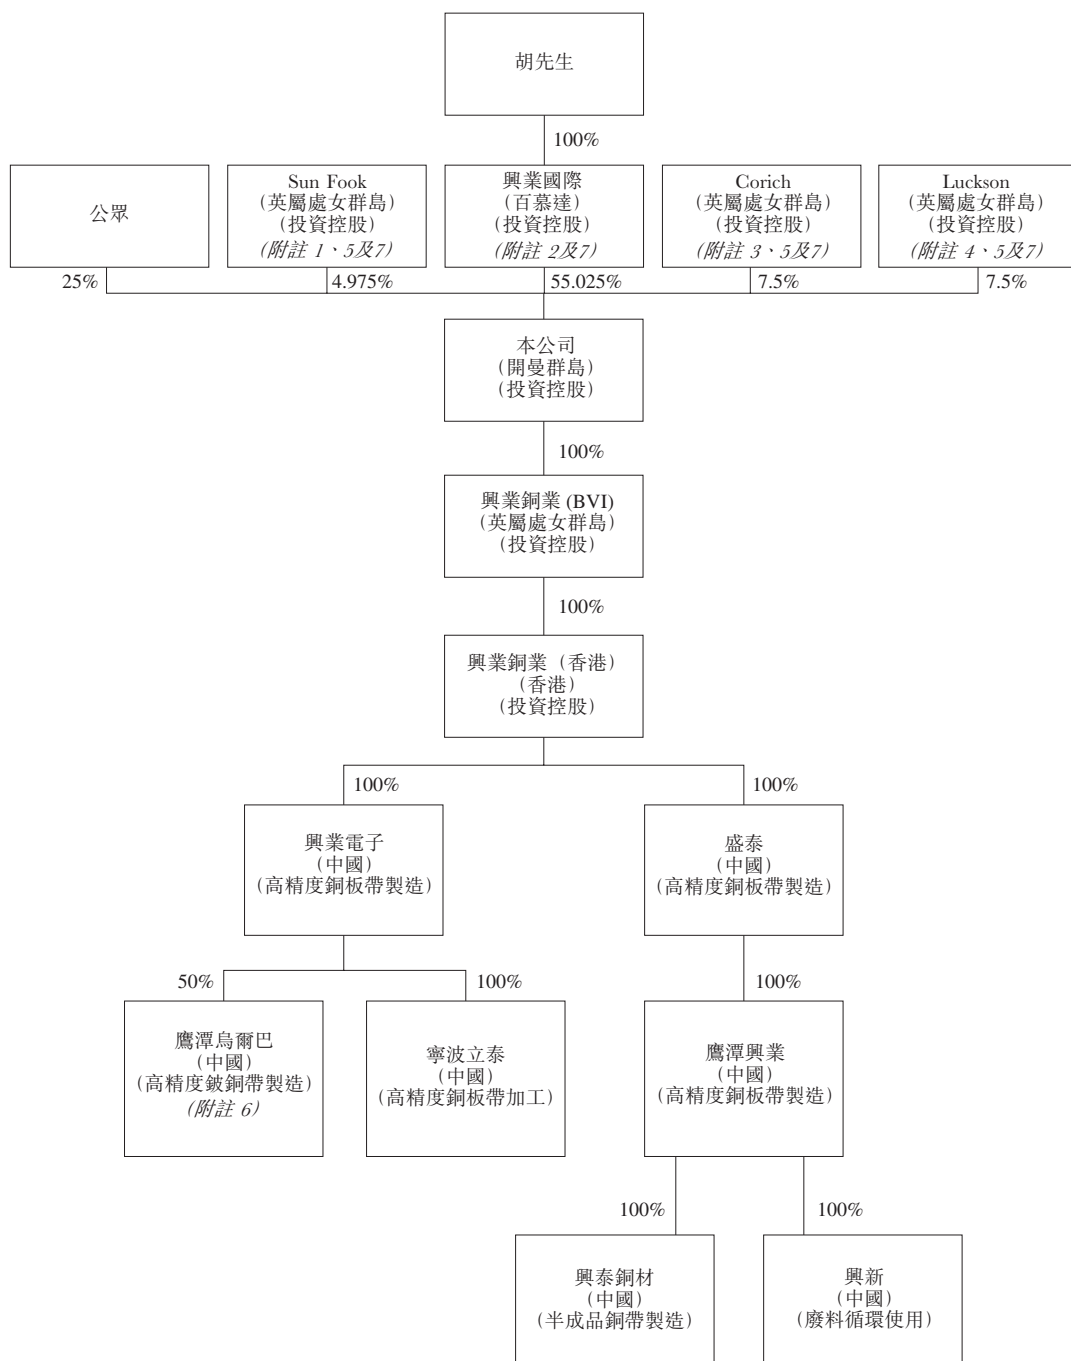 胡先生
100%
公眾
Sun Fook
(英屬處女群島)
(投資控股)
(附註 1、5及7)
興業國際
(百慕達)
(投資控股)
(附註 2及7)
Corich
(英屬處女群島)
(投資控股)
(附註 3、5及7)
Luckson
(英屬處女群島)
(投資控股)
(附註 4、5及7)
25%
4.975%
55.025%
7.5%
7.5%
本公司
(開曼群島)
(投資控股)
100%
興業銅業 (BVI)
(英屬處女群島)
(投資控股)
100%
興業銅業（香港）
(香港)
(投資控股)
100%
100%
興業電子
(中國)
(高精度銅板帶製造)
盛泰
(中國)
(高精度銅板帶製造)
50%
100%
100%
鷹潭烏爾巴
(中國)
(高精度鈹銅帶製造)
(附註 6)
寧波立泰
(中國)
(高精度銅板帶加工)
鷹潭興業
(中國)
(高精度銅板帶製造)
100%
100%
興泰銅材
(中國)
(半成品銅帶製造)
興新
(中國)
(廢料循環使用)